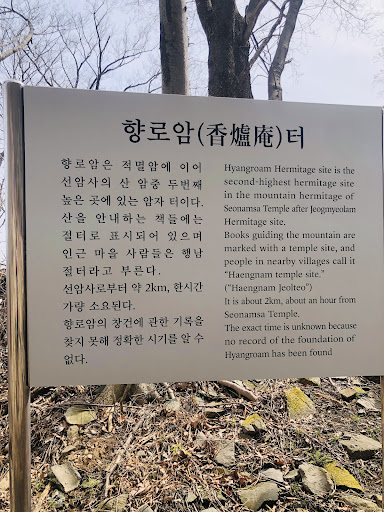 향로암(香爐庵)터
향로암은 적멸암에 이어
선암사의 산 암중 두번째
높은 곳에 있는 암자 터이다.
산을 안내하는 책들에는
절터로 표시되어 있으며
인근 마을 사람들은 행남
절터라고 부른다.
선암사로부터 약 2km, 한시간
가량 소요된다.
향로암의 창건에 관한 기록을
찾지 못해 정확한 시기를 알 수
없다.
Hyangroam Hermitage site is the
second-highest hermitage site
in the mountain hermitage of
Seonamsa Temple after Jeogmyeolam
Hermitage site.
Books guiding the mountain are
marked with a temple site, and
people in nearby villages call it
"Haengnam temple site."
("Haengnam Jeolteo")
It is about 2km, about an hour from
Seonamsa Temple.
The exact time is unknown because
no record of the foundation of
Hyangroam has been found